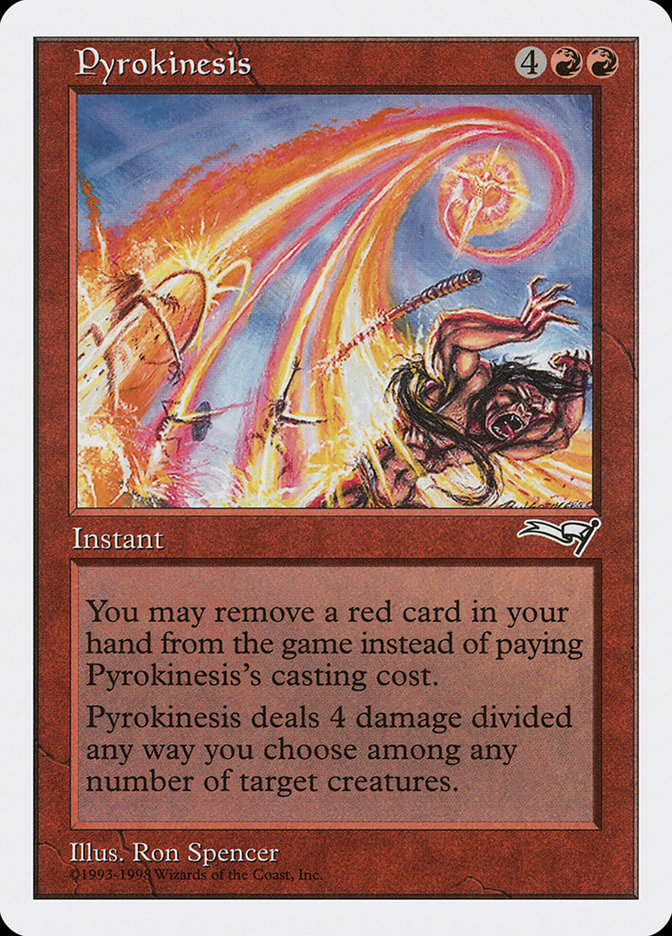 Pyrokinesis 4
Instant
You may remove a red card in your
hand from the game instead of paying
Pyrokinesis's casting cost.
Pyrokinesis deals 4 damage divided
any way you choose among any
number of target creatures.
Illus. Ron Spencer
©1993-1998 Wizards of the Coast, Inc.